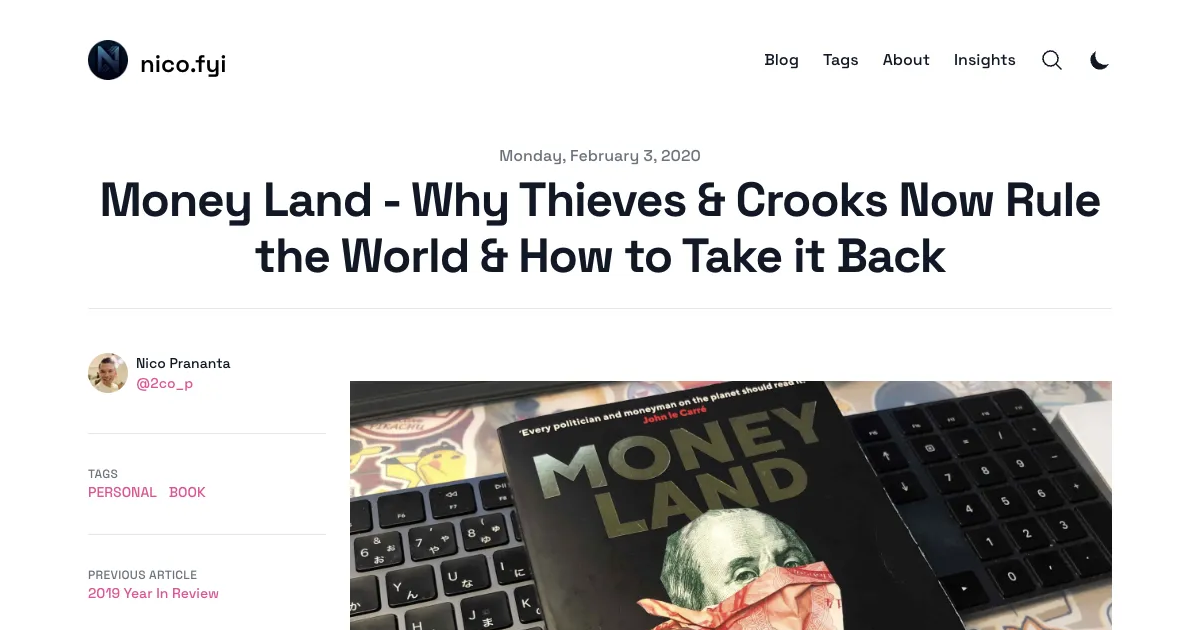 nico.fyi
Blog
Tags
About
Insights
Monday, February 3, 2020
Money Land - Why Thieves & Crooks Now Rule
the World & How to Take it Back
Nico Prananta
@2co_p
TAGS
PERSONAL BOOK
PREVIOUS ARTICLE
2019 Year In Review
'Every politician and moneyman on the planet should read it.'
John le Carré
MONEY
LAND
PIKACHU